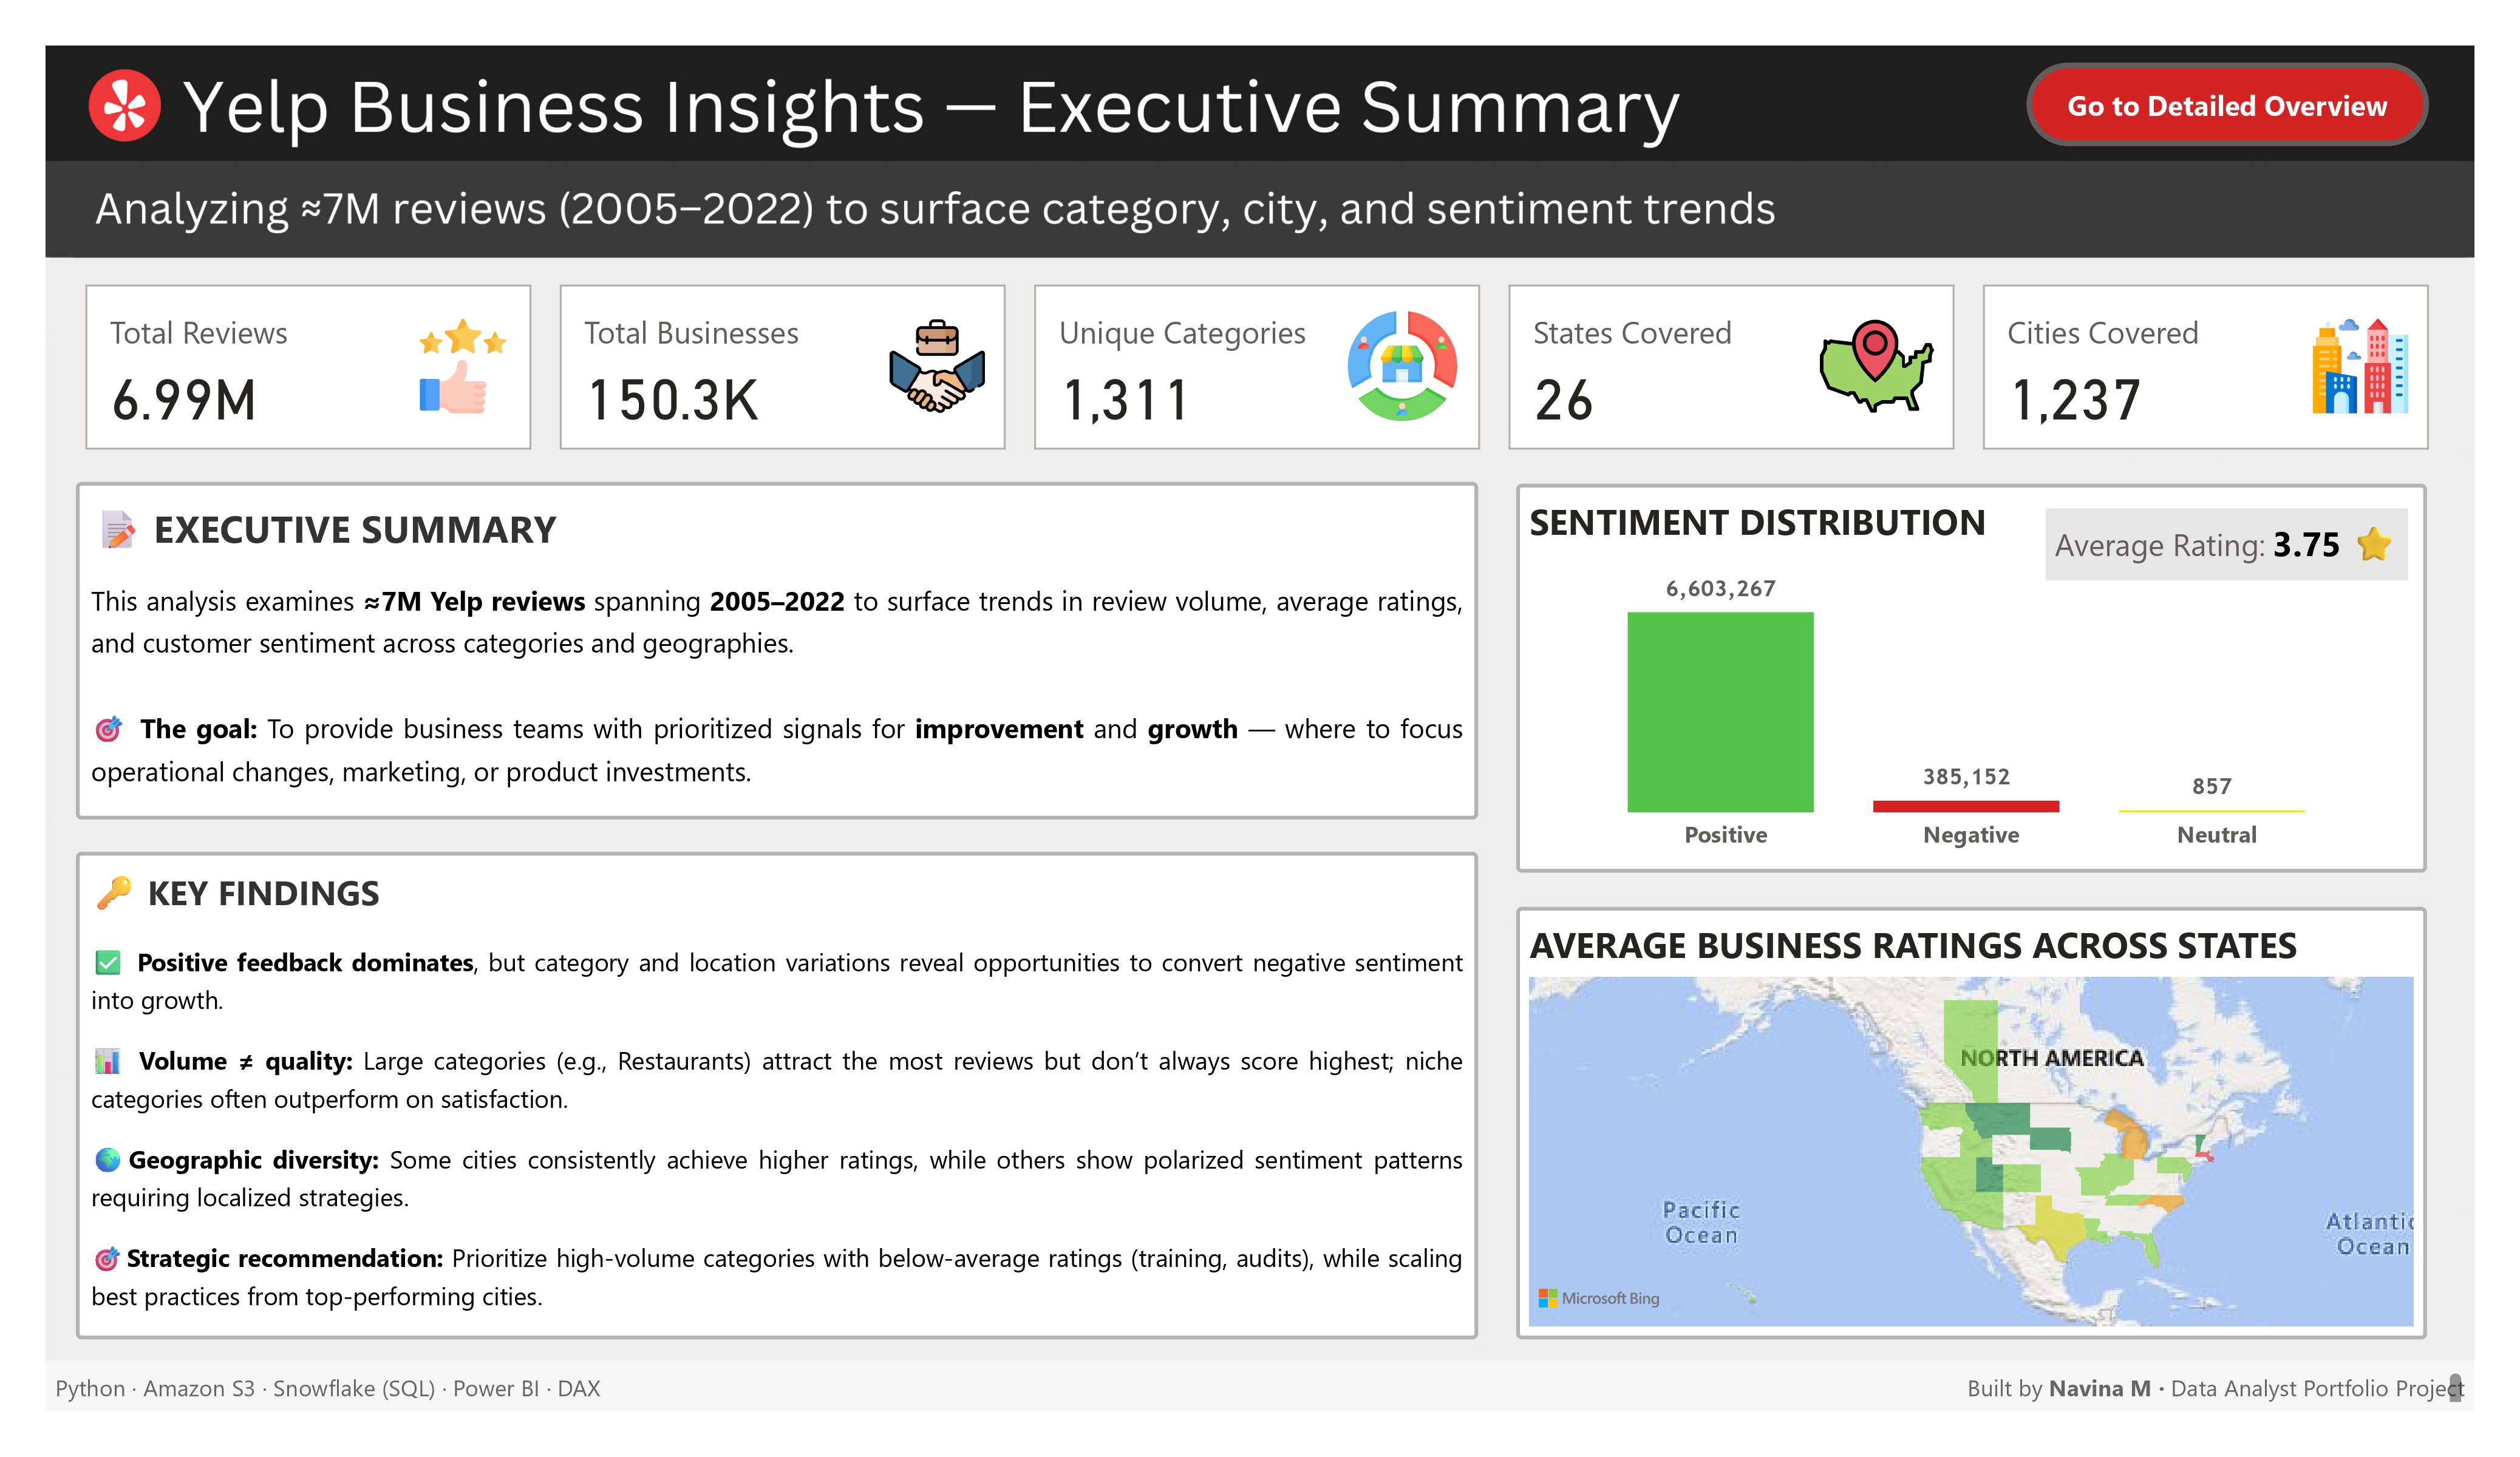 Yelp Business Insights — Executive Summary
Go to Detailed Overview
Analyzing ≈7M reviews (2005–2022) to surface category, city, and sentiment trends
Total Reviews
6.99M
Total Businesses
150.3K
Unique Categories
1,311
States Covered
26
Cities Covered
1,237
EXECUTIVE SUMMARY
This analysis examines ≈7M Yelp reviews spanning 2005–2022 to surface trends in review volume, average ratings,
and customer sentiment across categories and geographies.
The goal: To provide business teams with prioritized signals for improvement and growth — where to focus
operational changes, marketing, or product investments.
KEY FINDINGS
Positive feedback dominates, but category and location variations reveal opportunities to convert negative sentiment
into growth.
Volume ≠ quality: Large categories (e.g., Restaurants) attract the most reviews but don’t always score highest; niche
categories often outperform on satisfaction.
Geographic diversity: Some cities consistently achieve higher ratings, while others show polarized sentiment patterns
requiring localized strategies.
Strategic recommendation: Prioritize high-volume categories with below-average ratings (training, audits), while scaling
best practices from top-performing cities.
SENTIMENT DISTRIBUTION
Average Rating: 3.75
6,603,267
385,152
857
Positive
Negative
Neutral
AVERAGE BUSINESS RATINGS ACROSS STATES
NORTH AMERICA
Pacific
Ocean
Atlantic
Ocean
Microsoft Bing
Python · Amazon S3 · Snowflake (SQL) · Power BI · DAX
Built by Navina M · Data Analyst Portfolio Project